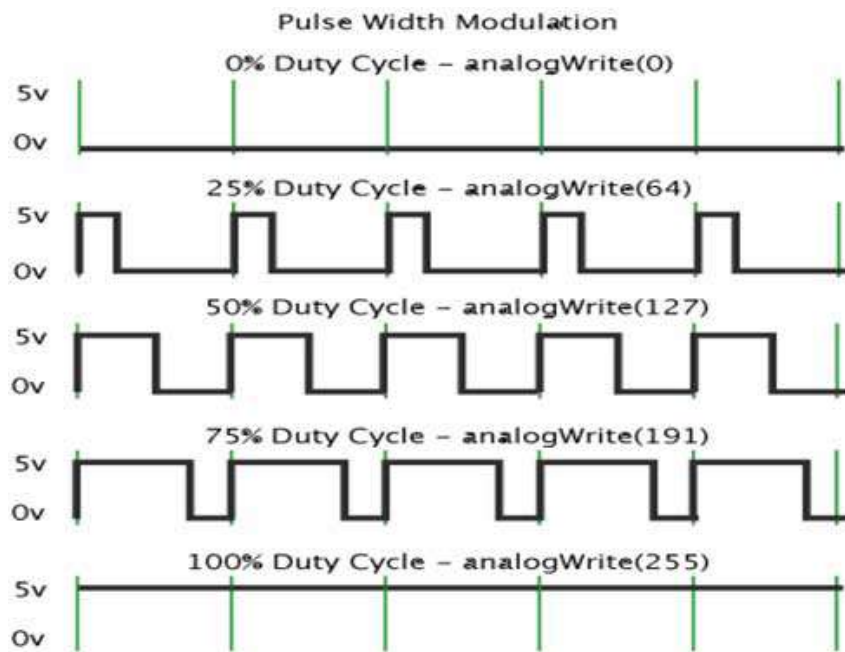 Pulse Width Modulation
0% Duty Cycle – analogWrite(0)
5v
0v
25% Duty Cycle – analogWrite(64)
5v
0v
50% Duty Cycle – analogWrite(127)
5v
0v
75% Duty Cycle – analogWrite(191)
5v
0v
100% Duty Cycle – analogWrite(255)
5v
0v